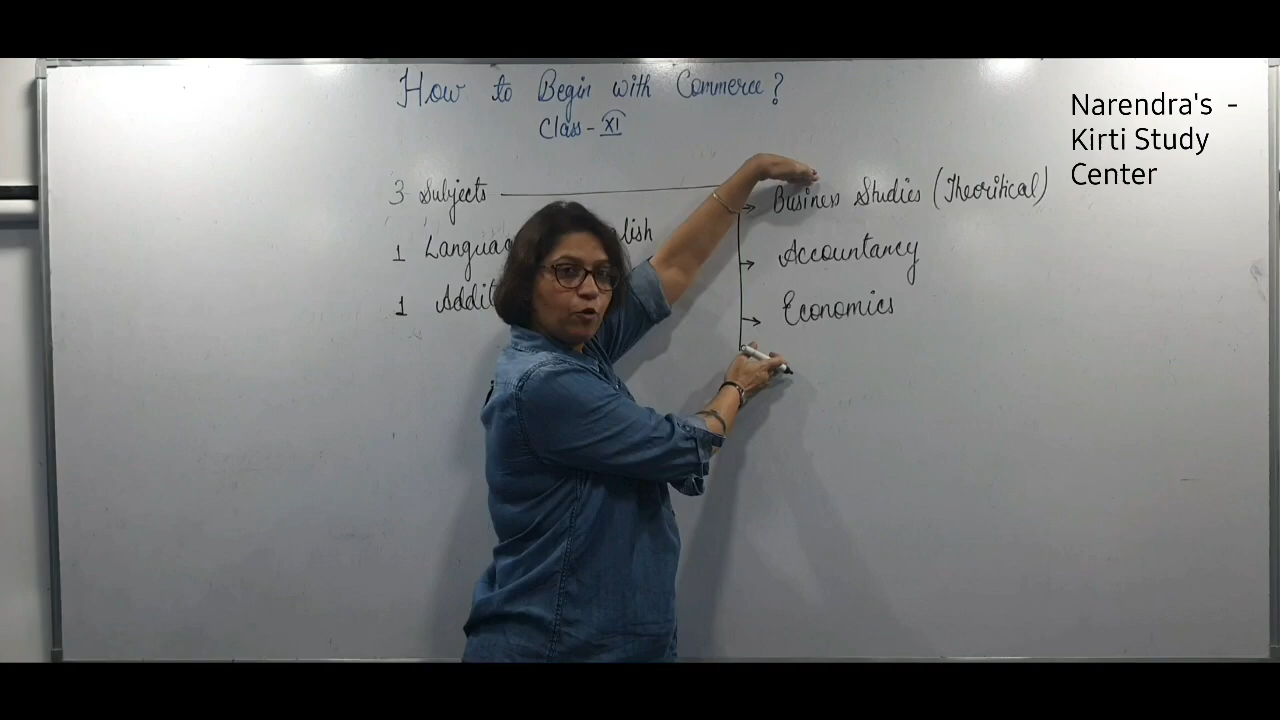 How to Begin with Commerce?
Class - XI
Narendra's -
Kirti Study
Center
3 Subjects
Business Studies (Theoritical)
1
Accountancy
1
Economics